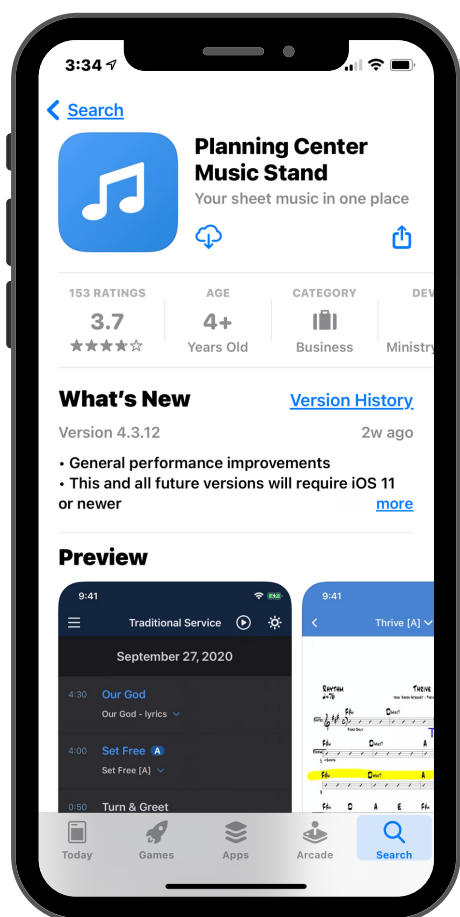 3:34
Search
Planning Center
Music Stand
Your sheet music in one place
153 RATINGS
3.7
AGE
4+
Years Old
CATEGORY
Business
DEV
Ministry
What's New
Version History
Version 4.3.12
2w ago
• General performance improvements
• This and all future versions will require iOS 11
or newer
more
Preview
9:41
Traditional Service
September 27, 2020
4:30
Our God
Our God - lyrics
4:00
Set Free A
Set Free [A]
0:50
Turn & Greet
9:41
Thrive [A]
RHYTHM
THRIVE
F#m
D
A
E
F#m
Today
Games
Apps
Arcade
Search